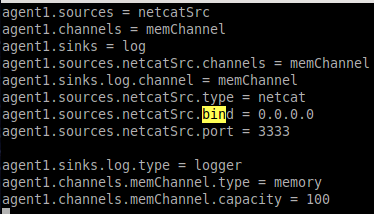 agent1.sources = netcatSrc
agent1.channels = memChannel
agent1.sinks = log
agent1.sources.netcatSrc.channels = memChannel
agent1.sinks.log.channel = memChannel
agent1.sources.netcatSrc.type = netcat
agent1.sources.netcatSrc.bind = 0.0.0.0
agent1.sources.netcatSrc.port = 3333
agent1.sinks.log.type = logger
agent1.channels.memChannel.type = memory
agent1.channels.memChannel.capacity = 100